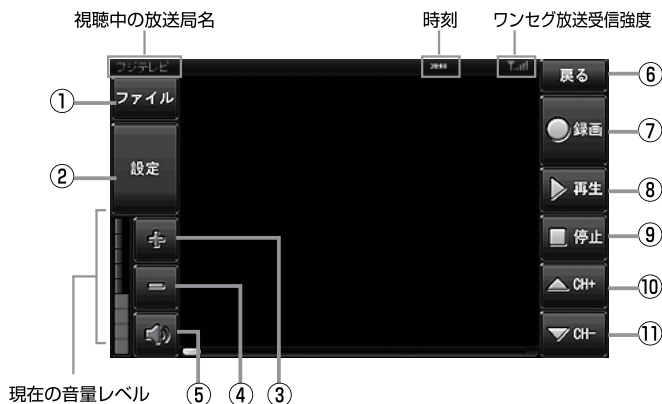 視聴中の放送局名
時刻
ワンセグ放送受信強度
フジテレビ
戻る
⑥
①
ファイル
録画
⑦
②
設定
再生
⑧
停止
⑨
CH+
⑩
CH-
⑪
現在の音量レベル
⑤
④
③